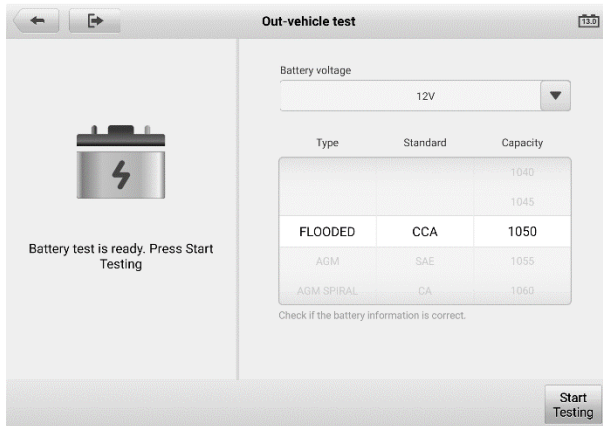 Out-vehicle test
13.0
Battery test is ready. Press Start
Testing
Battery voltage
12V
Type Standard Capacity
1040
1045
FLOODED CCA 1050
AGM SAE 1055
AGM SPIRAL CA 1060
Check if the battery information is correct.
Start
Testing